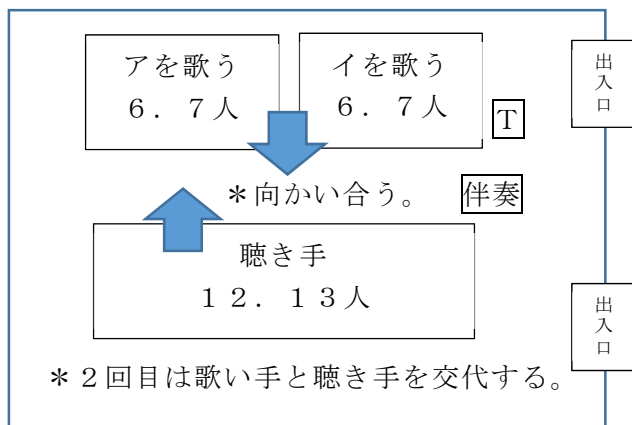 アを歌う
６．７人
イを歌う
６．７人
出入口
T
＊向かい合う。
伴奏
聴き手
１２．１３人
出入口
＊２回目は歌い手と聴き手を交代する。